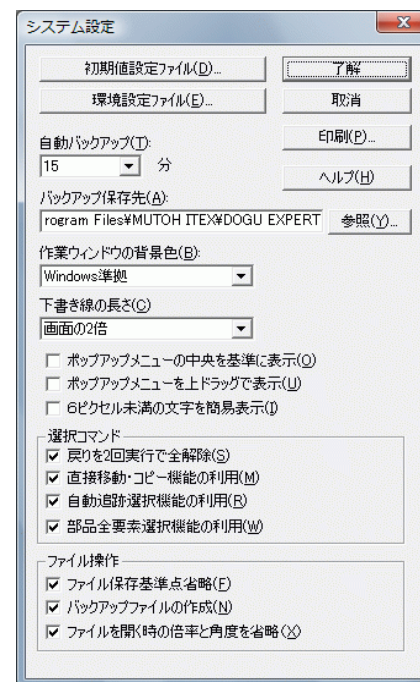 システム設定
初期値設定ファイル(D)...
了解
環境設定ファイル(E)...
取消
自動バックアップ(T):
印刷(P)...
15 分
ヘルプ(H)
バックアップ保存先(A):
rogram Files¥MUTOH ITEX¥DOGU EXPERT
参照(Y)...
作業ウィンドウの背景色(B):
Windows準拠
下書き線の長さ(C)
画面の2倍
ポップアップメニューの中央を基準に表示(O)
ポップアップメニューを上ドラッグで表示(U)
6ピクセル未満の文字を簡易表示(I)
選択コマンド
戻りを2回実行で全解除(S)
直接移動・コピー機能の利用(M)
自動追跡選択機能の利用(R)
部品全要素選択機能の利用(W)
ファイル操作
ファイル保存基準点省略(F)
バックアップファイルの作成(N)
ファイルを開く時の倍率と角度を省略(X)